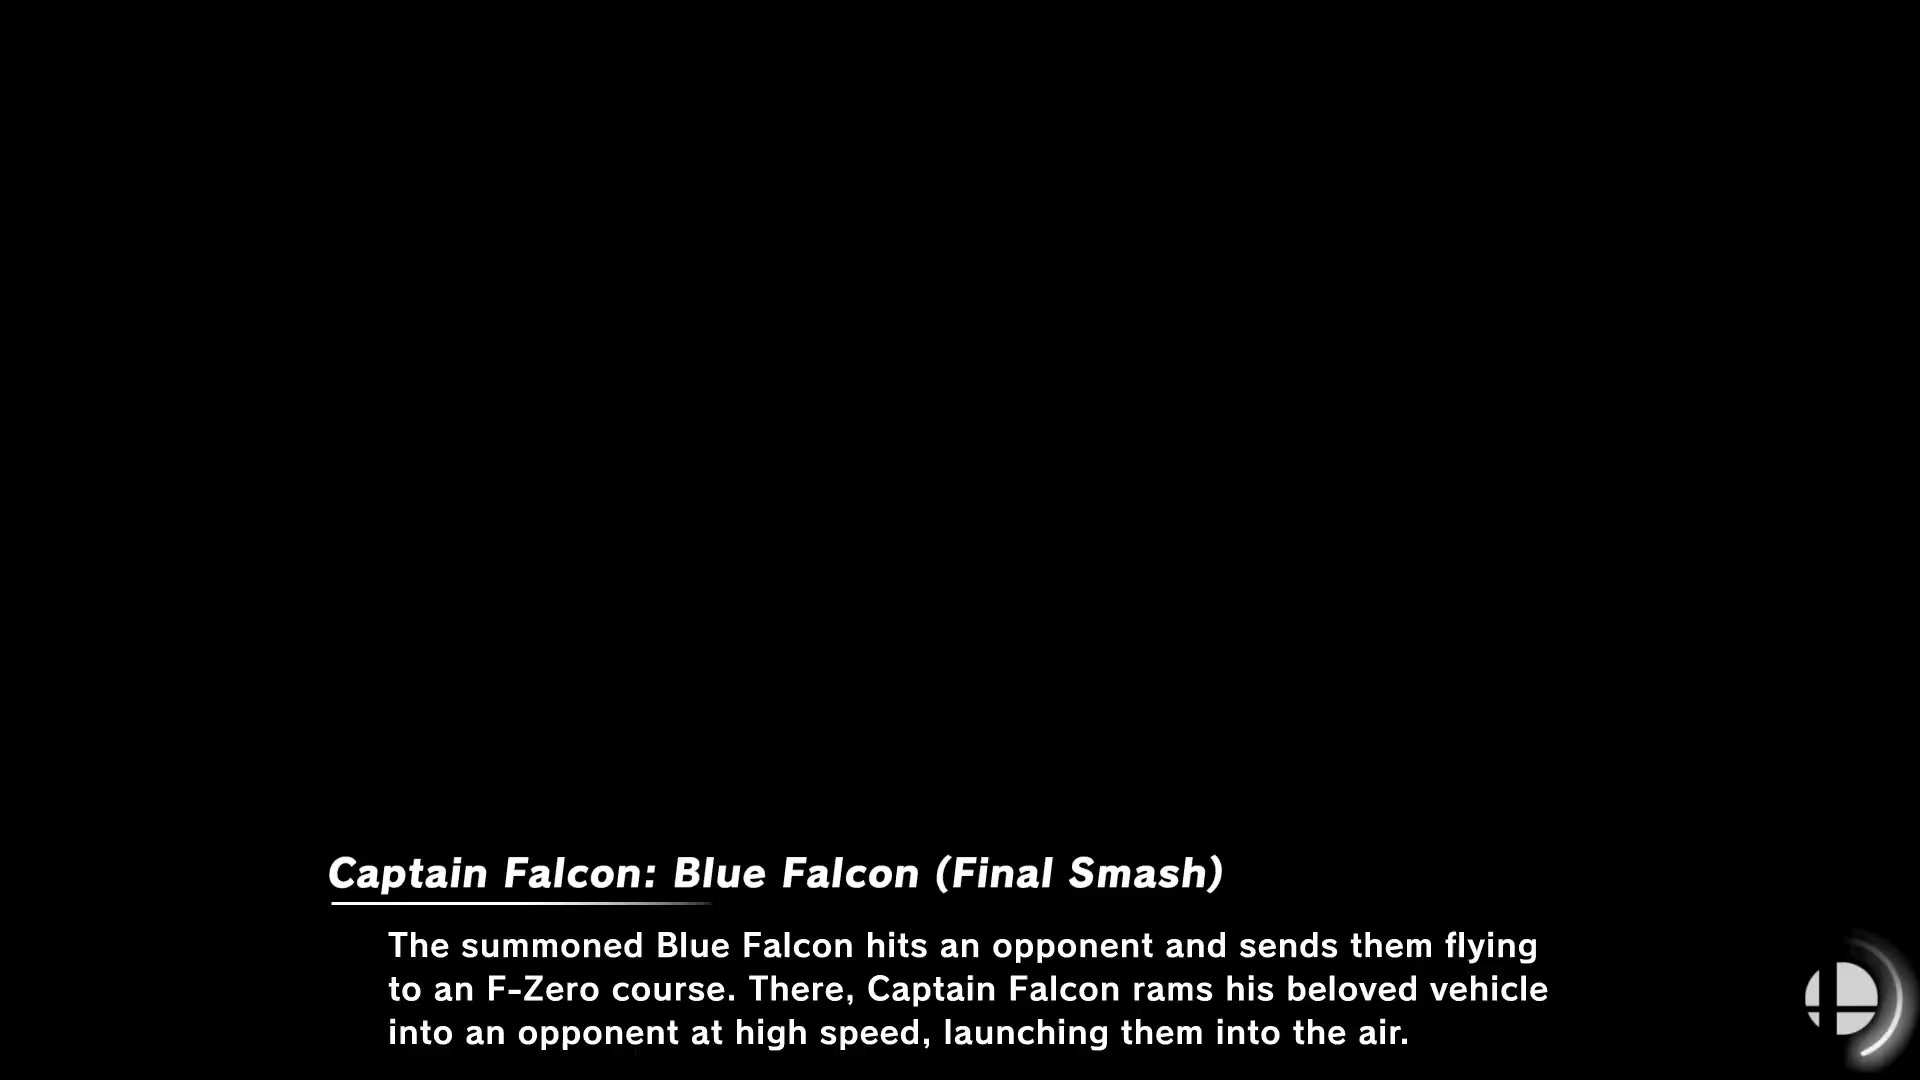 Captain Falcon: Blue Falcon (Final Smash)
The summoned Blue Falcon hits an opponent and sends them flying
to an F-Zero course. There, Captain Falcon rams his beloved vehicle
into an opponent at high speed, launching them into the air.